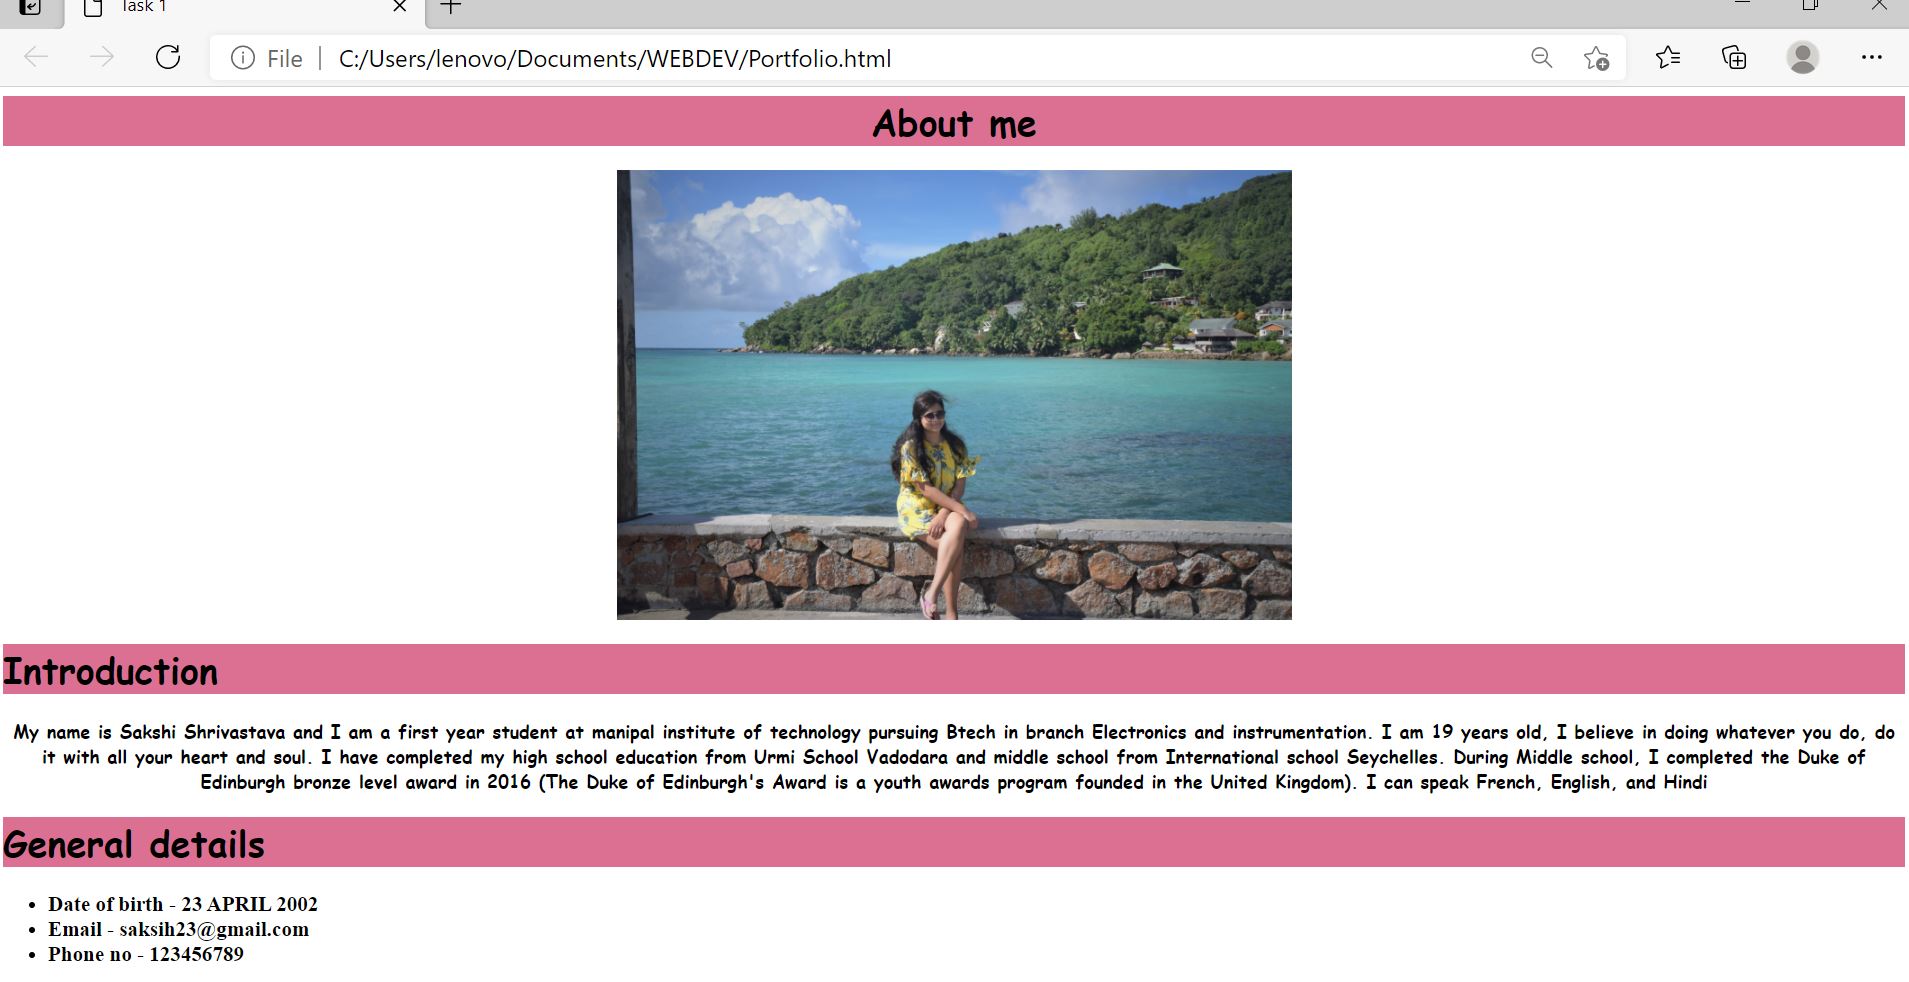 Task 1
File | C:/Users/lenovo/Documents/WEBDEV/Portfolio.html
About me
Introduction
My name is Sakshi Shrivastava and I am a first year student at manipal institute of technology pursuing Btech in branch Electronics and instrumentation. I am 19 years old, I believe in doing whatever you do, do
it with all your heart and soul. I have completed my high school education from Urmi School Vadodara and middle school from International school Seychelles. During Middle school, I completed the Duke of
Edinburgh bronze level award in 2016 (The Duke of Edinburgh's Award is a youth awards program founded in the United Kingdom). I can speak French, English, and Hindi
General details
• Date of birth - 23 APRIL 2002
• Email - saksih23@gmail.com
• Phone no - 123456789